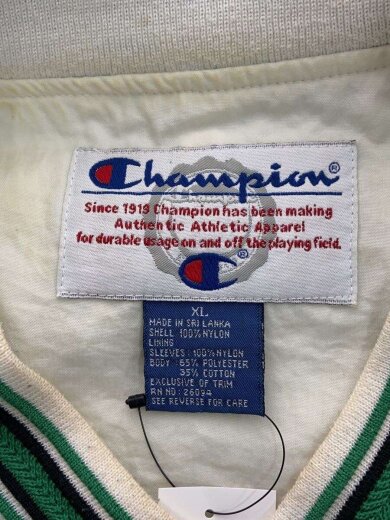 Champion®
Since 1919 Champion has been making
Authentic Athletic Apparel
for durable usage on and off the playing field.
®
XL
MADE IN SRI LANKA
SHELL 100% NYLON
LINING
SLEEVES: 100% NYLON
BODY: 65% POLYESTER
35% COTTON
EXCLUSIVE OF TRIM
RN NO: 26094
SEE REVERSE FOR CARE